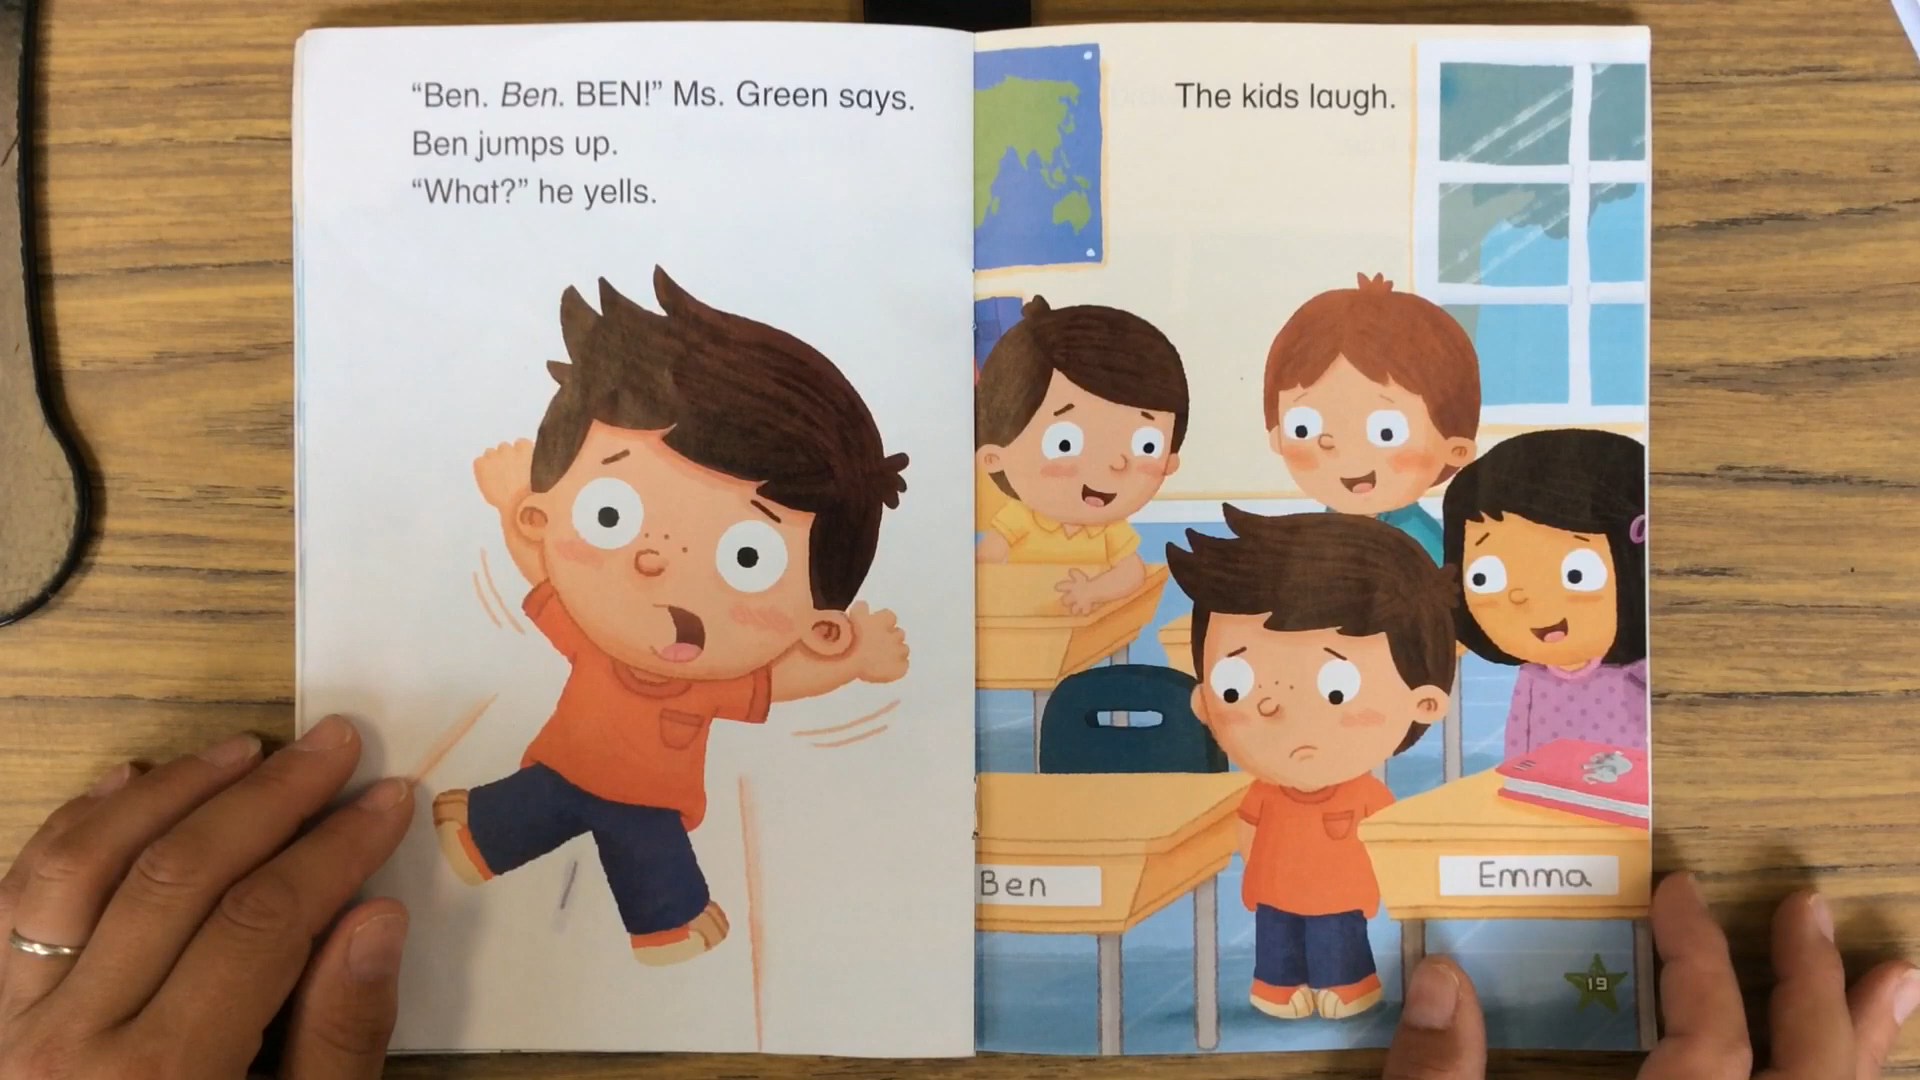 “Ben. Ben. BEN!” Ms. Green says.
Ben jumps up.
“What?” he yells.
The kids laugh.
Ben
Emma
19